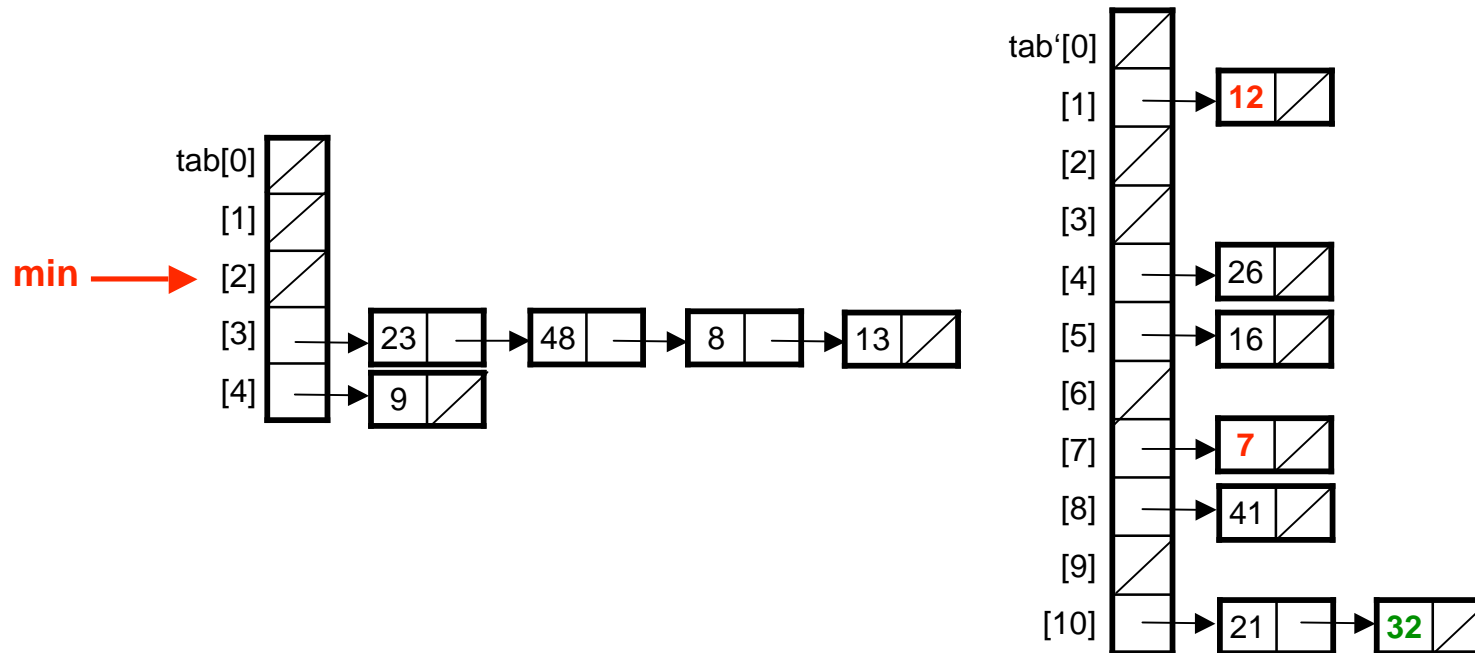 tab[0]
[1]
min [2]
[3] 23 48 8 13
[4] 9
tab‘[0]
[1] 12
[2]
[3]
[4] 26
[5] 16
[6]
[7] 7
[8] 41
[9]
[10] 21 32